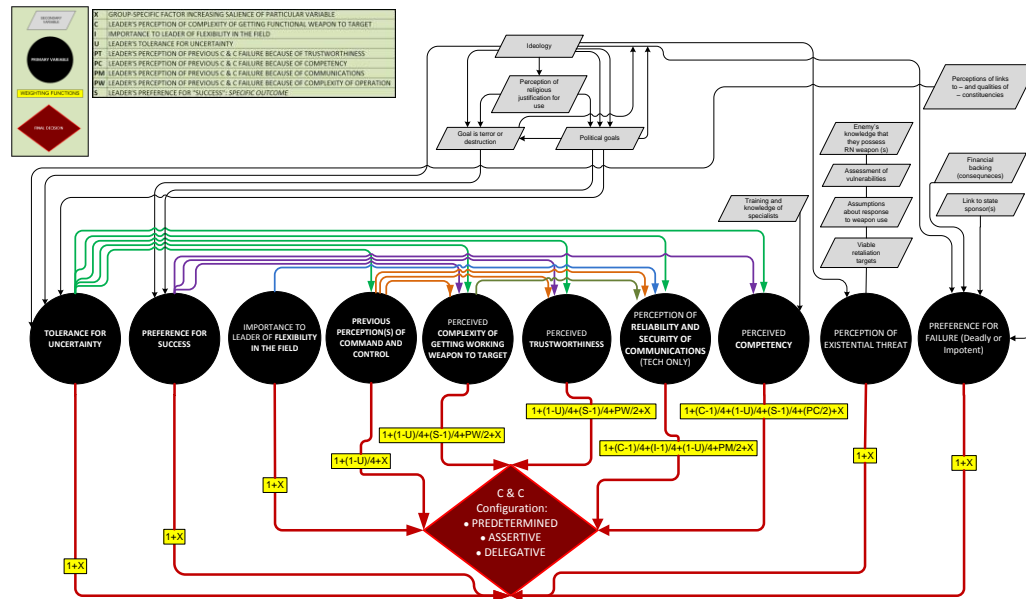 SECONDARY
VARIABLE
PRIMARY VARIABLE
WEIGHTING FUNCTIONS
FINAL DECISION
X GROUP-SPECIFIC FACTOR INCREASING SALIENCE OF PARTICULAR VARIABLE
C LEADER'S PERCEPTION OF COMPLEXITY OF GETTING FUNCTIONAL WEAPON TO TARGET
I IMPORTANCE TO LEADER OF FLEXIBILITY IN THE FIELD
U LEADER'S TOLERANCE FOR UNCERTAINTY
PT LEADER'S PERCEPTION OF PREVIOUS C & C FAILURE BECAUSE OF TRUSTWORTHINESS
PC LEADER'S PERCEPTION OF PREVIOUS C & C FAILURE BECAUSE OF COMPETENCY
PM LEADER'S PERCEPTION OF PREVIOUS C & C FAILURE BECAUSE OF COMMUNICATIONS
PW LEADER'S PERCEPTION OF PREVIOUS C & C FAILURE BECAUSE OF COMPLEXITY OF OPERATION
S LEADER'S PREFERENCE FOR "SUCCESS": SPECIFIC OUTCOME
Ideology
Perception of
religious
justification for
use
Goal is terror or
destruction
Political goals
Perceptions of links
to – and qualities of
– constituencies
Enemy's
knowledge that
they possess
RN weapon (s)
Assessment of
vulnerabilities
Assumptions
about response
to weapon use
Viable
retaliation
targets
Financial
backing
(consequneces)
Link to state
sponsor(s)
Training and
knowledge of
specialists
TOLERANCE FOR
UNCERTAINTY
PREFERENCE FOR
SUCCESS
IMPORTANCE TO
LEADER OF FLEXIBILITY
IN THE FIELD
PREVIOUS
PERCEPTION(S) OF
COMMAND AND
CONTROL
PERCEIVED
COMPLEXITY OF
GETTING WORKING
WEAPON TO TARGET
PERCEIVED
TRUSTWORTHINESS
PERCEPTION OF
RELIABILITY AND
SECURITY OF
COMMUNICATIONS
(TECH ONLY)
PERCEIVED
COMPETENCY
PERCEPTION OF
EXISTENTIAL THREAT
PREFERENCE FOR
FAILURE (Deadly or
Impotent)
1+(1-U)/4+(S-1)/4+PW/2+X
1+(C-1)/4+(1-U)/4+(S-1)/4+(PC/2)+X
1+(1-U)/4+(S-1)/4+PW/2+X
1+(C-1)/4+(I-1)/4+(1-U)/4+PM/2+X
1+(1-U)/4+X
1+X
1+X
1+X
1+X
1+X
C & C
Configuration:
● PREDETERMINED
● ASSERTIVE
● DELEGATIVE